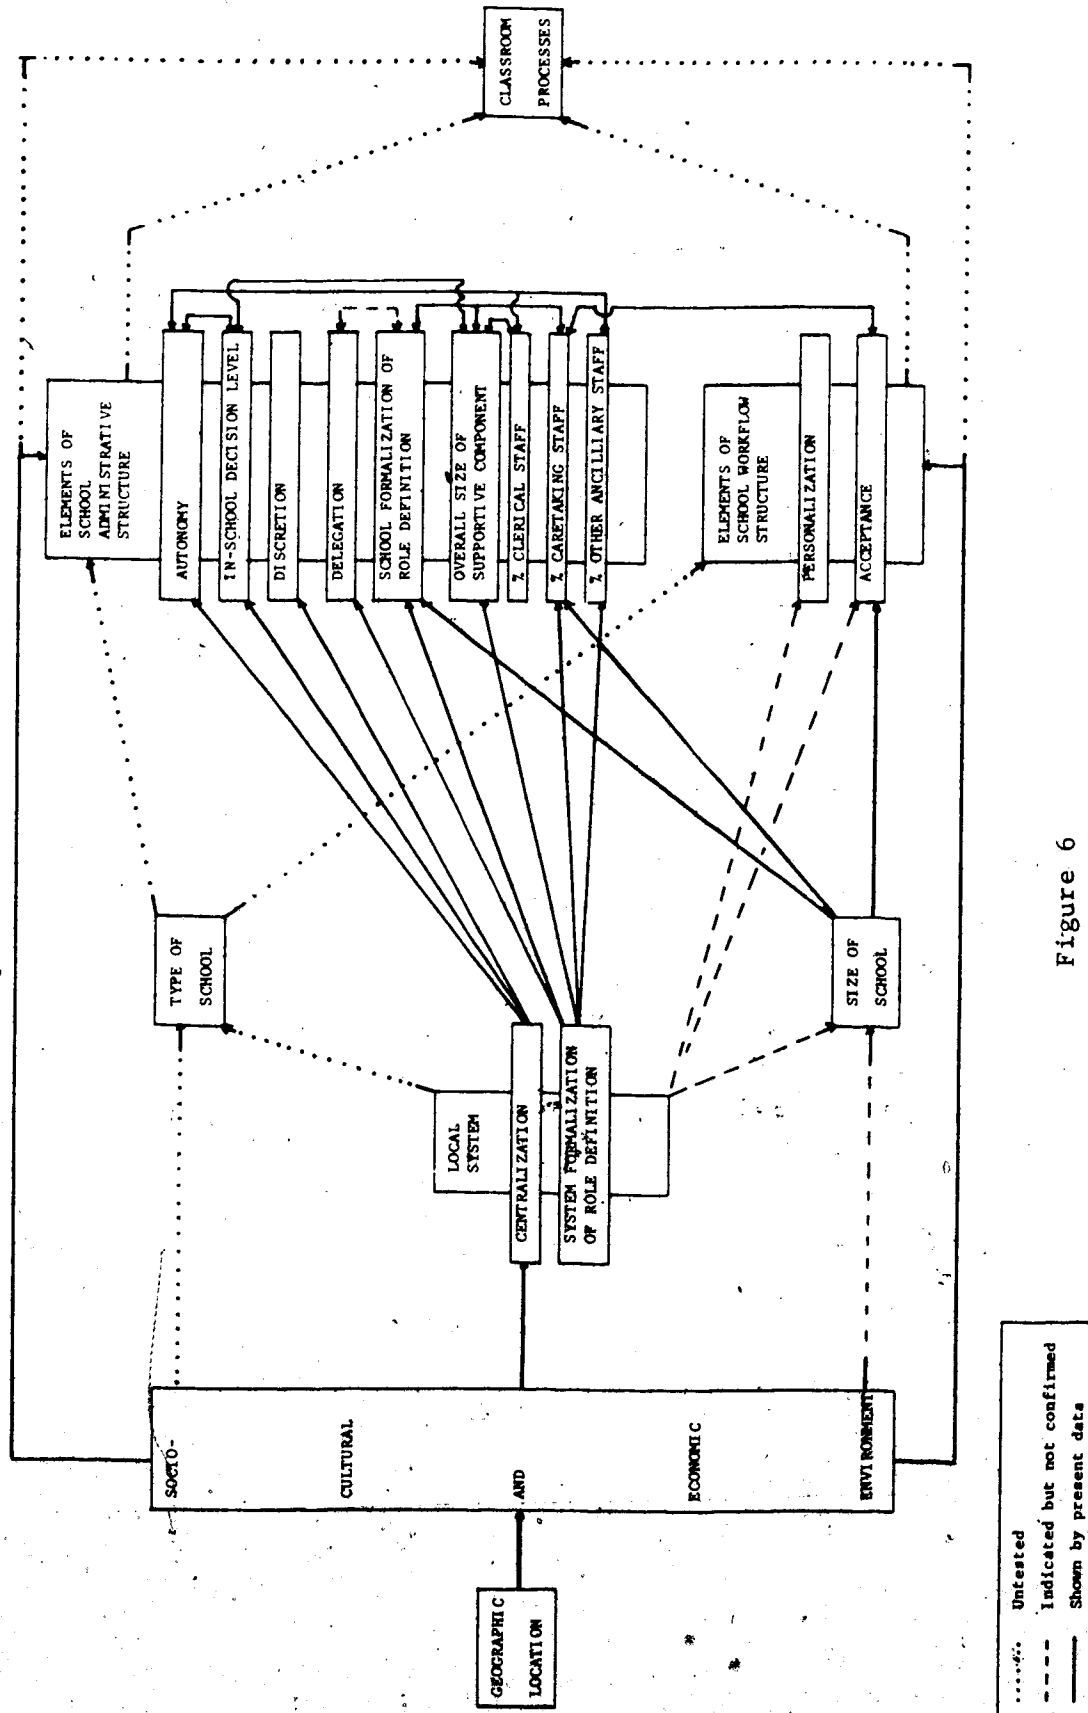 GEOGRAPHIC
LOCATION
SOCIO-
CULTURAL
AND
ECONOMIC
ENVIRONMENT
LOCAL
SYSTEM
CENTRALIZATION
SYSTEM FORMALIZATION
OF ROLE DEFINITION
TYPE OF
SCHOOL
SIZE OF
SCHOOL
ELEMENTS OF
SCHOOL
ADMINISTRATIVE
STRUCTURE
AUTONOMY
IN-SCHOOL DECISION LEVEL
DISCRETION
DELEGATION
SCHOOL FORMALIZATION OF
ROLE DEFINITION
OVERALL SIZE OF
SUPPORTIVE COMPONENT
% CLERICAL STAFF
% CARETAKING STAFF
% OTHER ANCILLIARY STAFF
ELEMENTS OF
SCHOOL WORKFLOW
STRUCTURE
PERSONALIZATION
ACCEPTANCE
CLASSROOM
PROCESSES
Untested
Indicated but not confirmed
Shown by present data
Figure 6